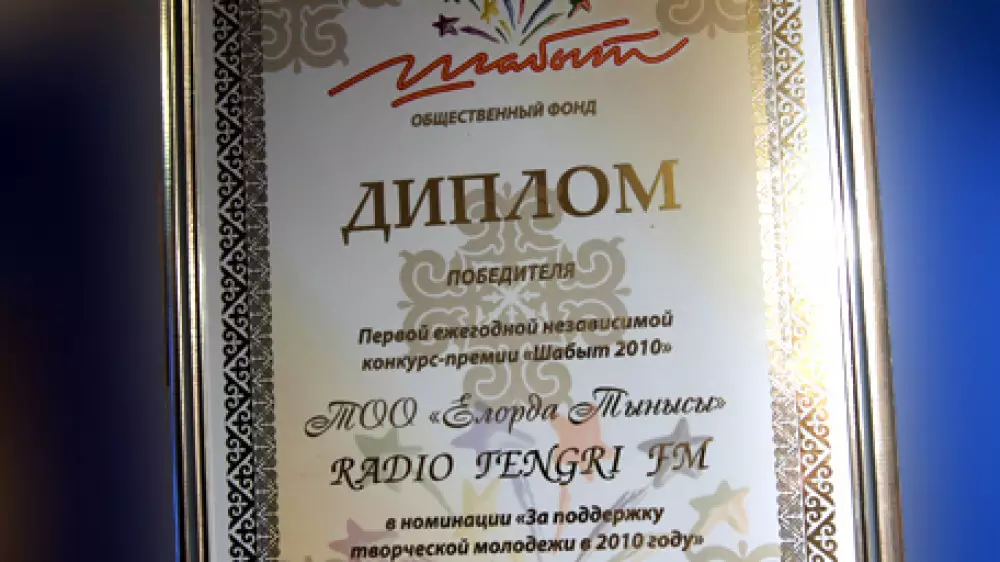 Шабыт
ОБЩЕСТВЕННЫЙ ФОНД
ДИПЛОМ
ПОБЕДИТЕЛЯ
Первой ежегодной независимой
конкурс-премии «Шабыт 2010»
ТОО «Елорда Тынысы»
RADIO TENGRI FM
в номинации «За поддержку
творческой молодежи в 2010 году»